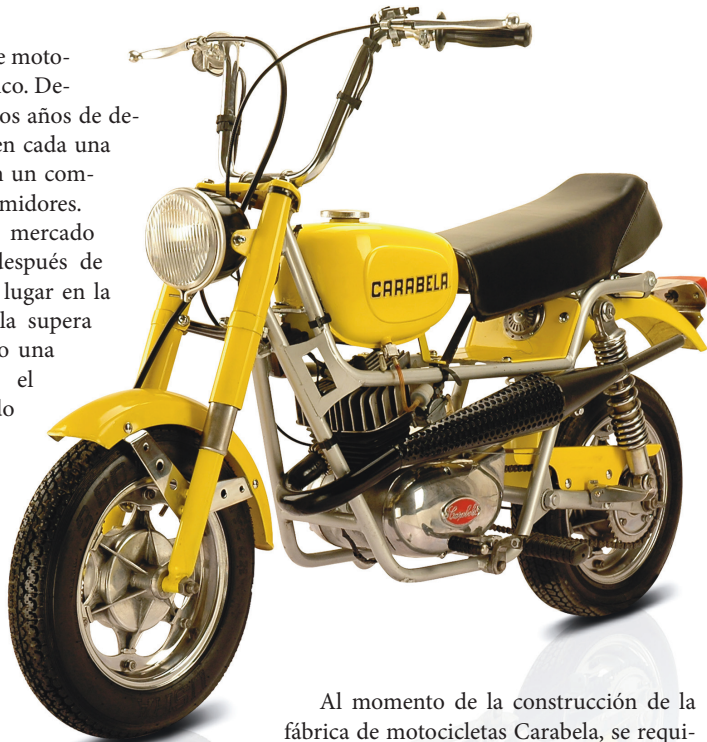 e moto-
ico. De-
os años de de-
en cada una
n un com-
midores.
mercado
después de
lugar en la
la supera
o una
el
lo
CARABELA
Carabela
Al momento de la construcción de la
fábrica de motocicletas Carabela, se requi-